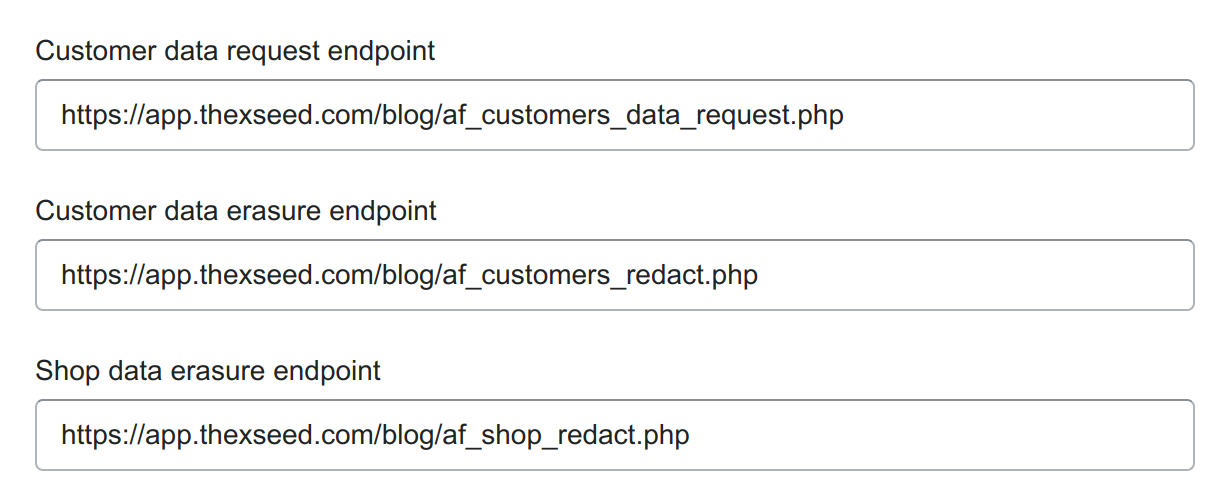 Customer data request endpoint
https://app.thexseed.com/blog/af_customers_data_request.php
Customer data erasure endpoint
https://app.thexseed.com/blog/af_customers_redact.php
Shop data erasure endpoint
https://app.thexseed.com/blog/af_shop_redact.php